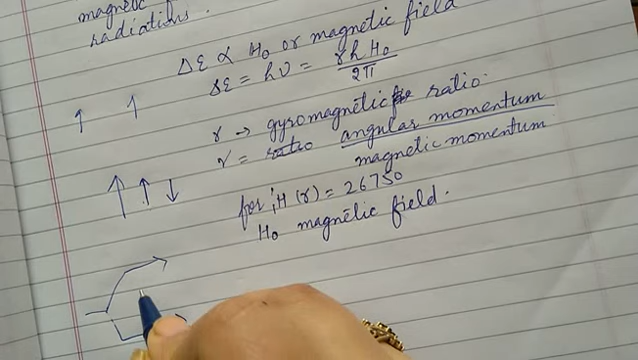 magnetic
radiations.
ΔE ∝ H₀ or magnetic field
ΔE = hν = γhH₀/2π
γ → gyromagnetic ratio.
γ = ratio angular momentum
magnetic momentum
for ¹H (γ) = 26750
H₀ magnetic field.